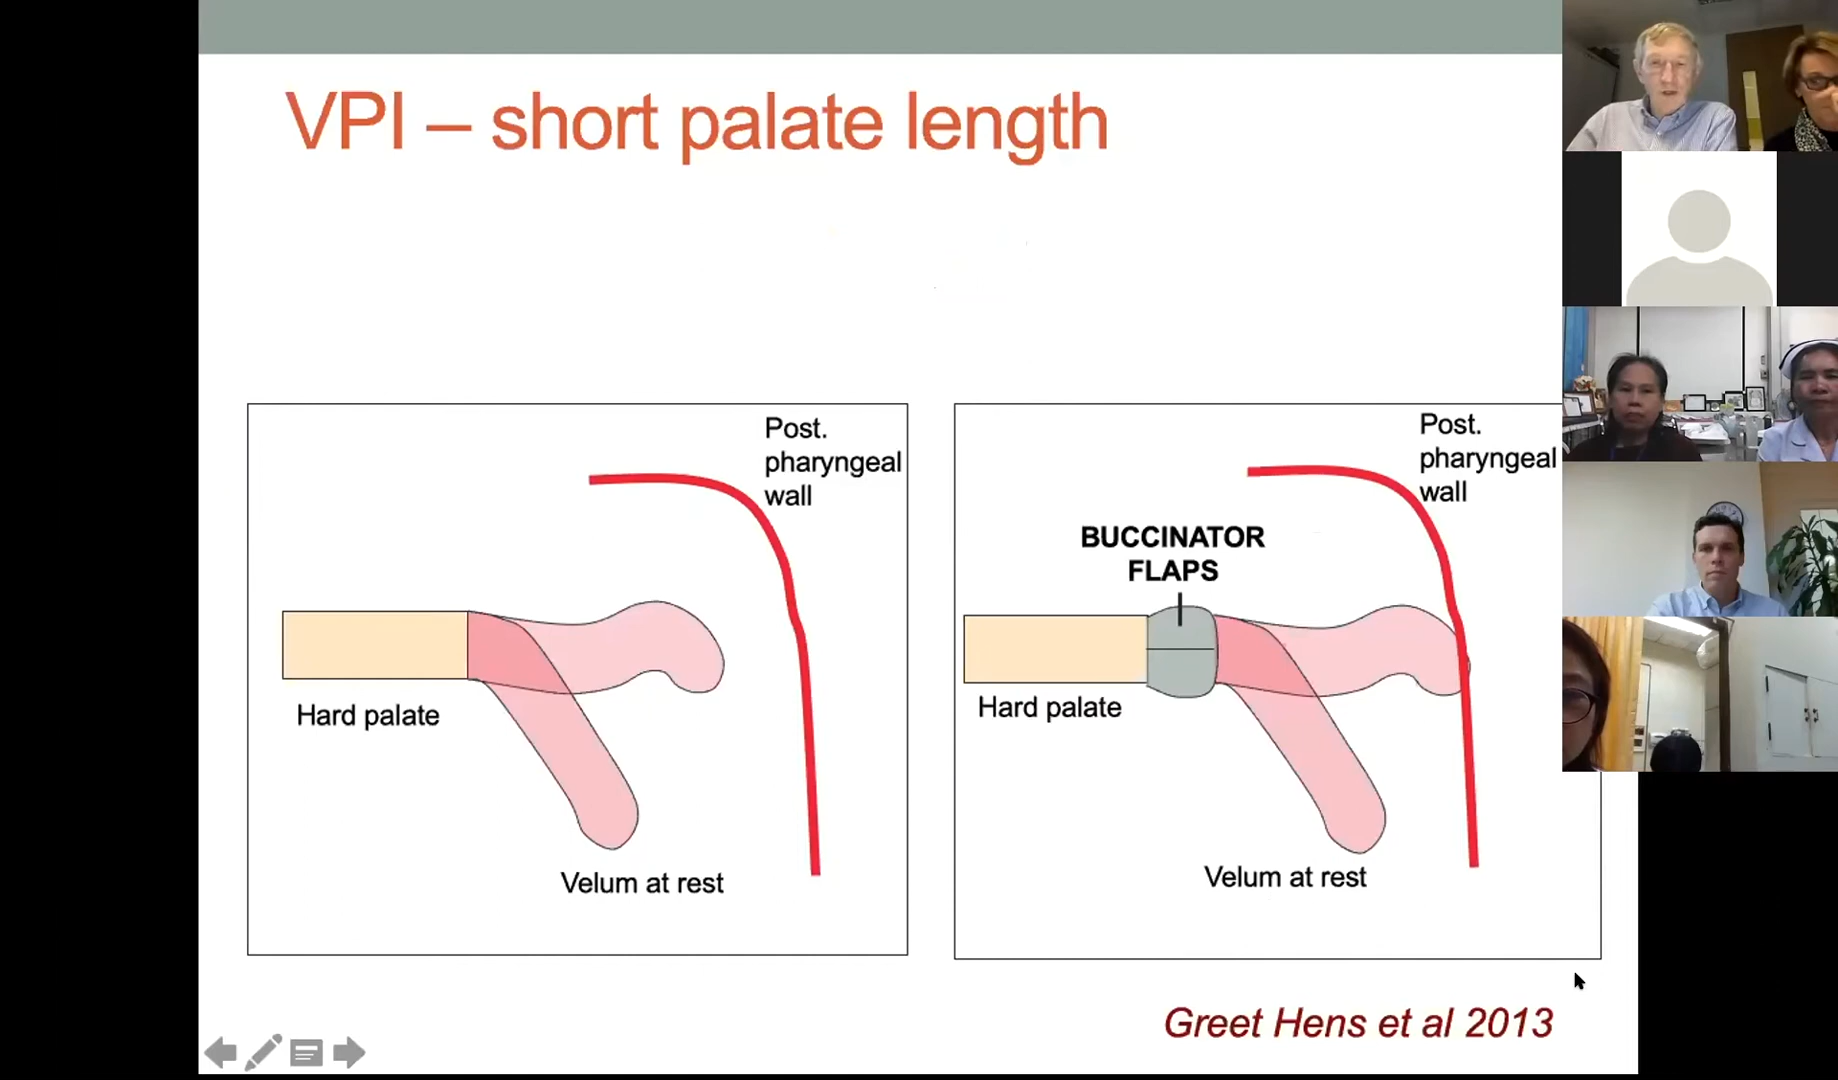 VPI – short palate length
Post.
pharyngeal
wall
Hard palate
Velum at rest
Post.
pharyngeal
wall
BUCCINATOR
FLAPS
Hard palate
Velum at rest
Greet Hens et al 2013